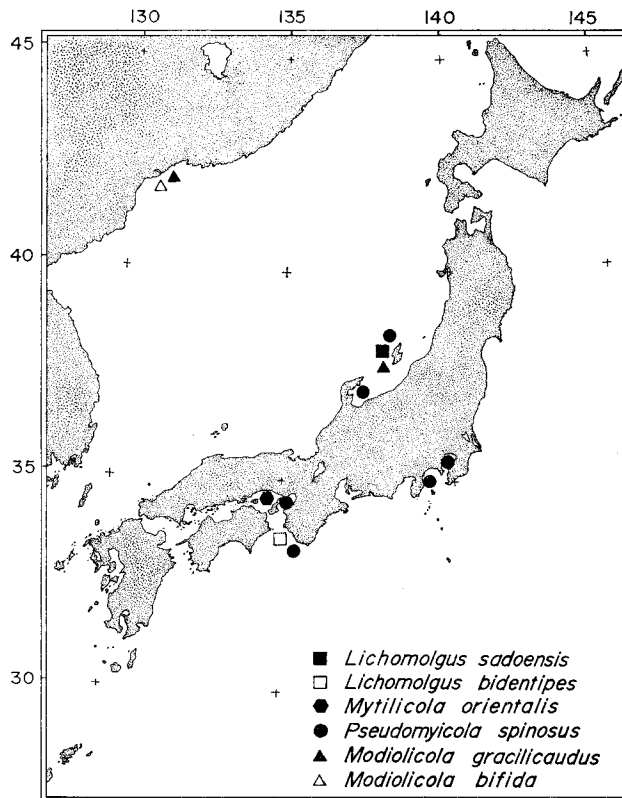 130 135 140 145
45
40
35
30
Lichomolgus sadoensis
Lichomolgus bidentipes
Mytilicola orientalis
Pseudomyicola spinosus
Modiolicola gracilicaudus
Modiolicola bifida